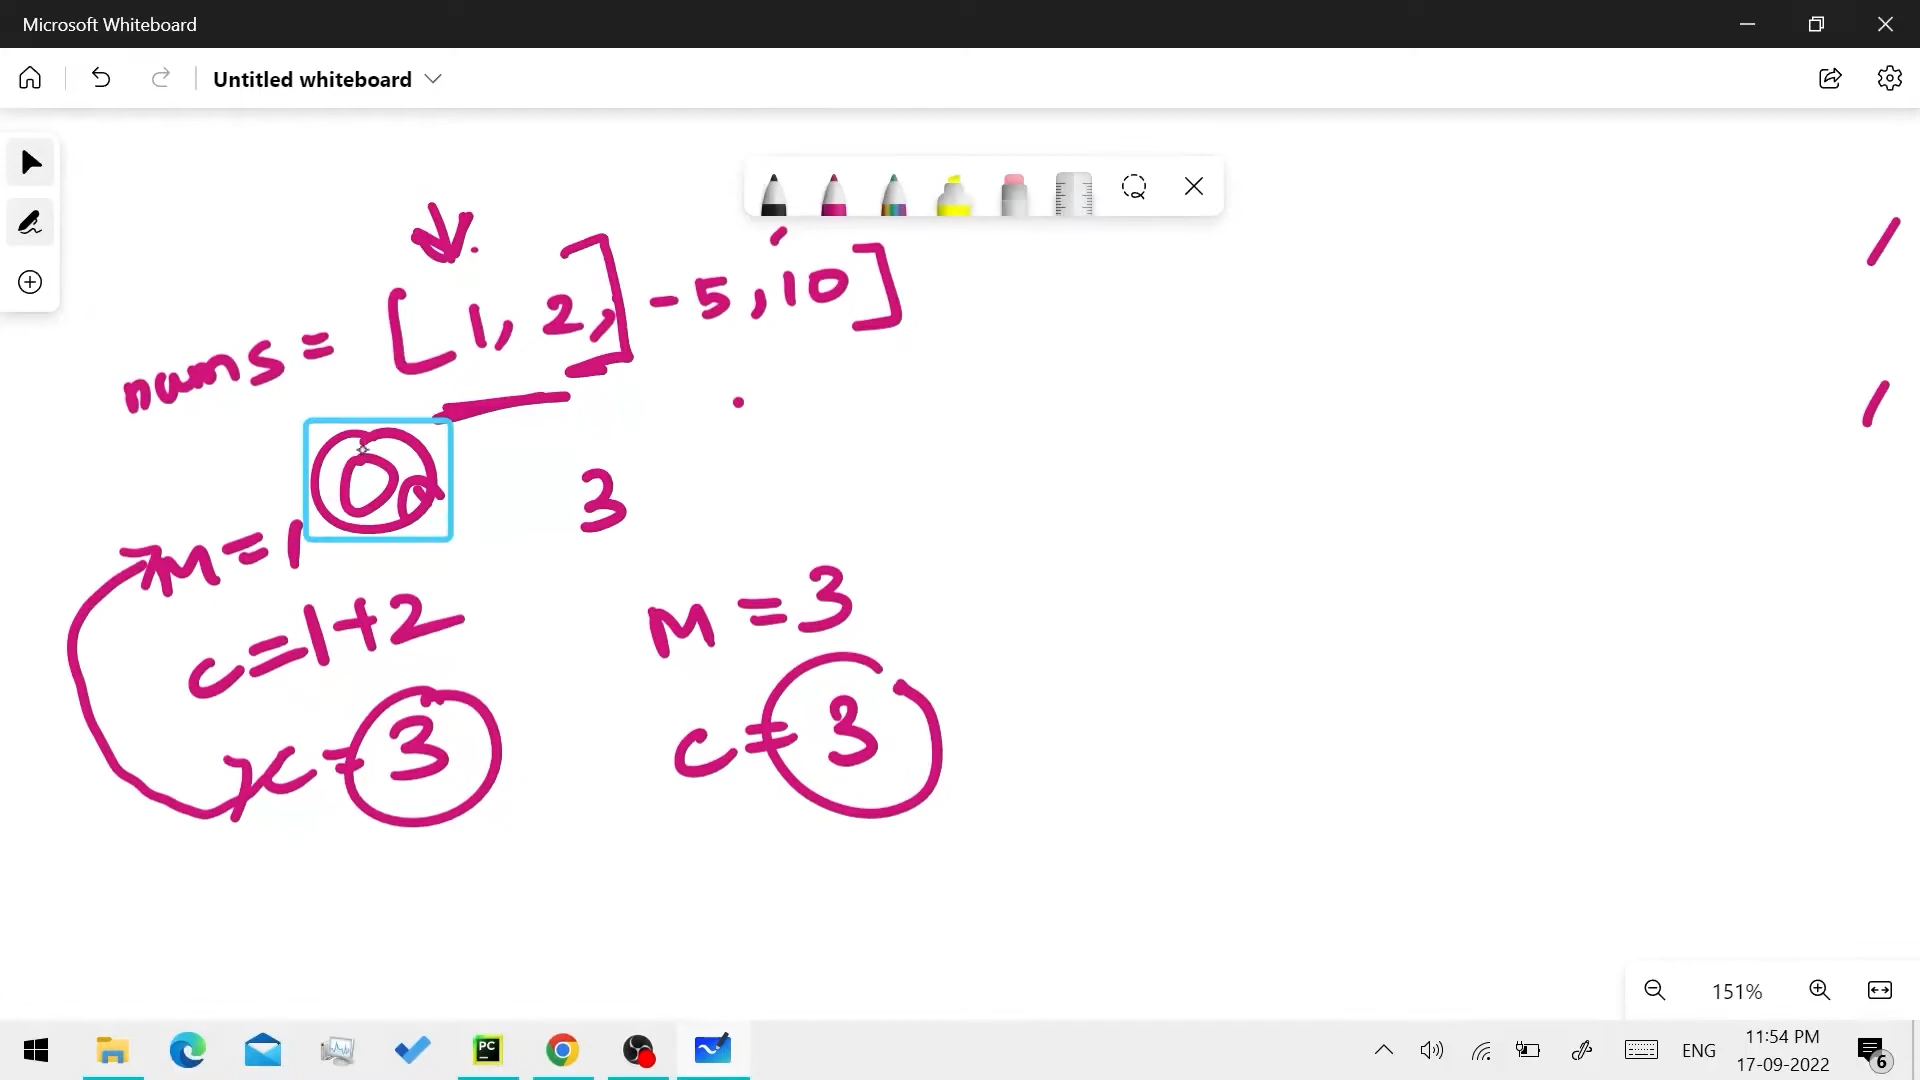 Microsoft Whiteboard
Untitled whiteboard
nums = [1, 2,] -5, 10]
0
3
M=1
c=1+2
M=3
c=3
c=3
151%
PC
ENG
11:54 PM
17-09-2022
6